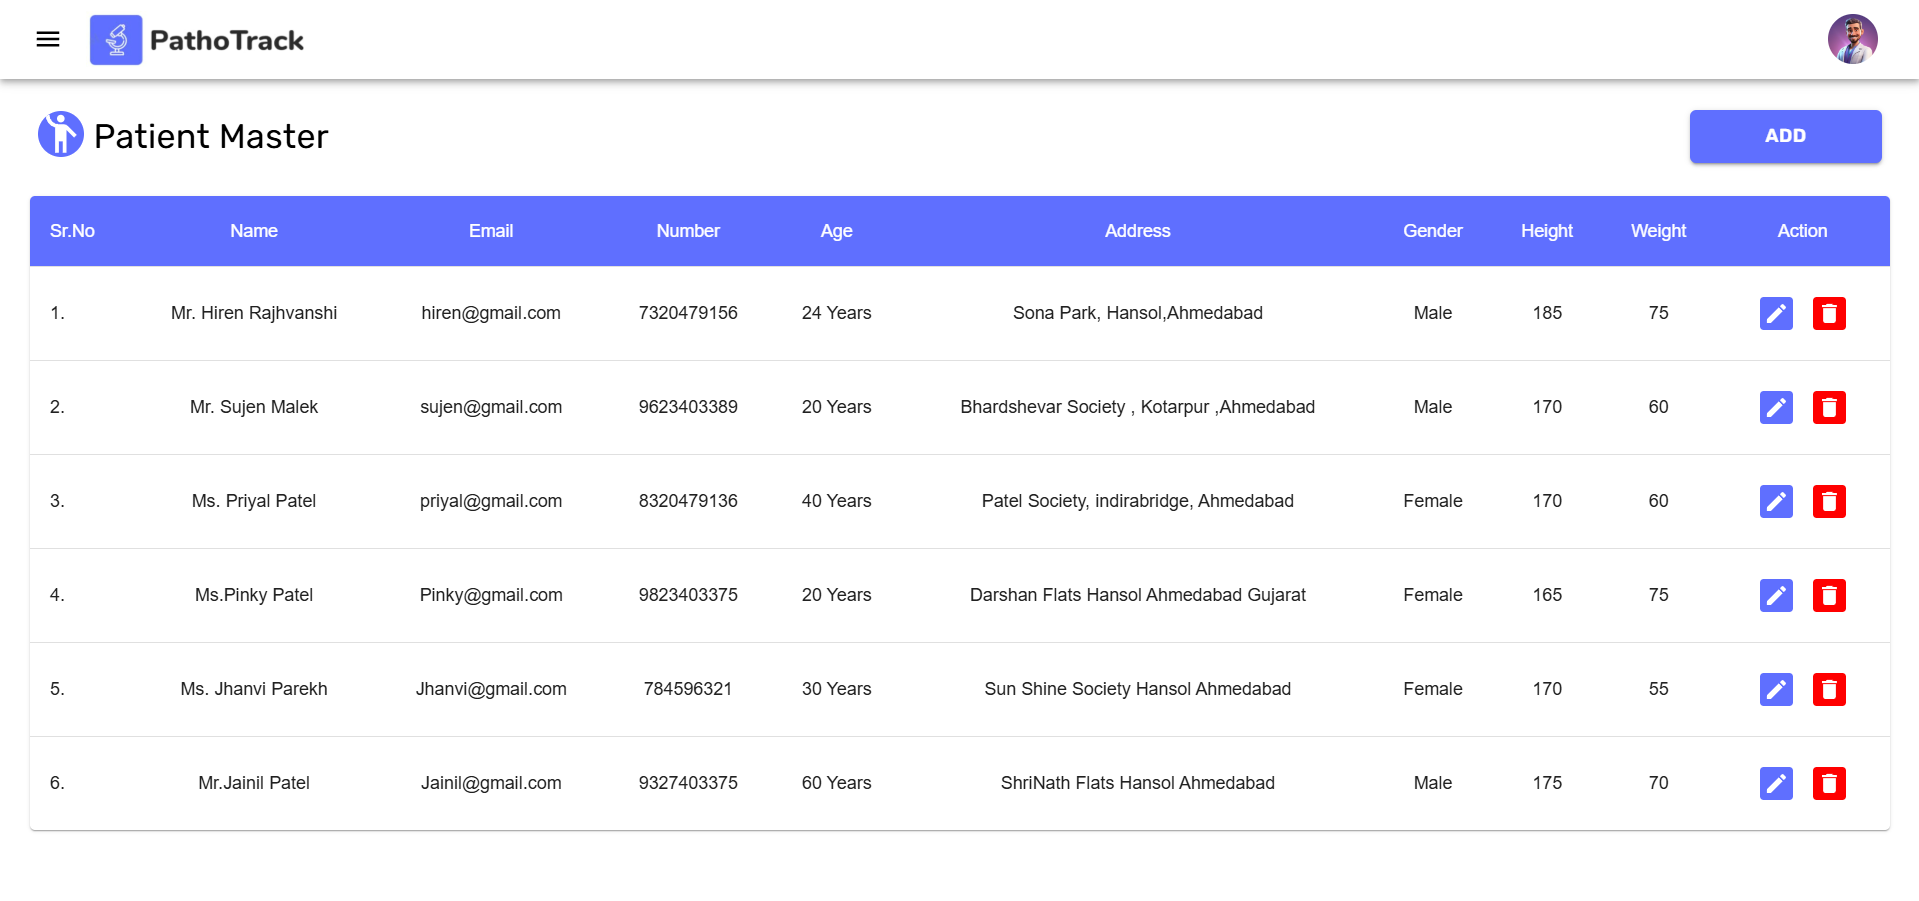 PathoTrack
Patient Master
ADD
Sr.No Name Email Number Age Address Gender Height Weight Action
1. Mr. Hiren Rajhvanshi hiren@gmail.com 7320479156 24 Years Sona Park, Hansol,Ahmedabad Male 185 75
2. Mr. Sujen Malek sujen@gmail.com 9623403389 20 Years Bhardshevar Society , Kotarpur ,Ahmedabad Male 170 60
3. Ms. Priyal Patel priyal@gmail.com 8320479136 40 Years Patel Society, indirabridge, Ahmedabad Female 170 60
4. Ms.Pinky Patel Pinky@gmail.com 9823403375 20 Years Darshan Flats Hansol Ahmedabad Gujarat Female 165 75
5. Ms. Jhanvi Parekh Jhanvi@gmail.com 784596321 30 Years Sun Shine Society Hansol Ahmedabad Female 170 55
6. Mr.Jainil Patel Jainil@gmail.com 9327403375 60 Years ShriNath Flats Hansol Ahmedabad Male 175 70